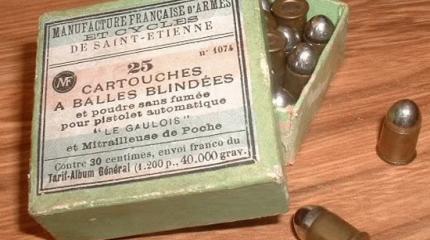 MANUFACTURE FRANÇAISE D'ARMES
ET CYCLES
DE SAINT-ETIENNE
n° 1074
25
MF
CARTOUCHES
A BALLES BLINDÉES
et poudre sans fumée
pour pistolet automatique
"LE GAULOIS"
et Mitrailleuse de Poche
Contre 30 centimes, envoi franco du
Tarif-Album Général (1.200 p., 40.000 grav.